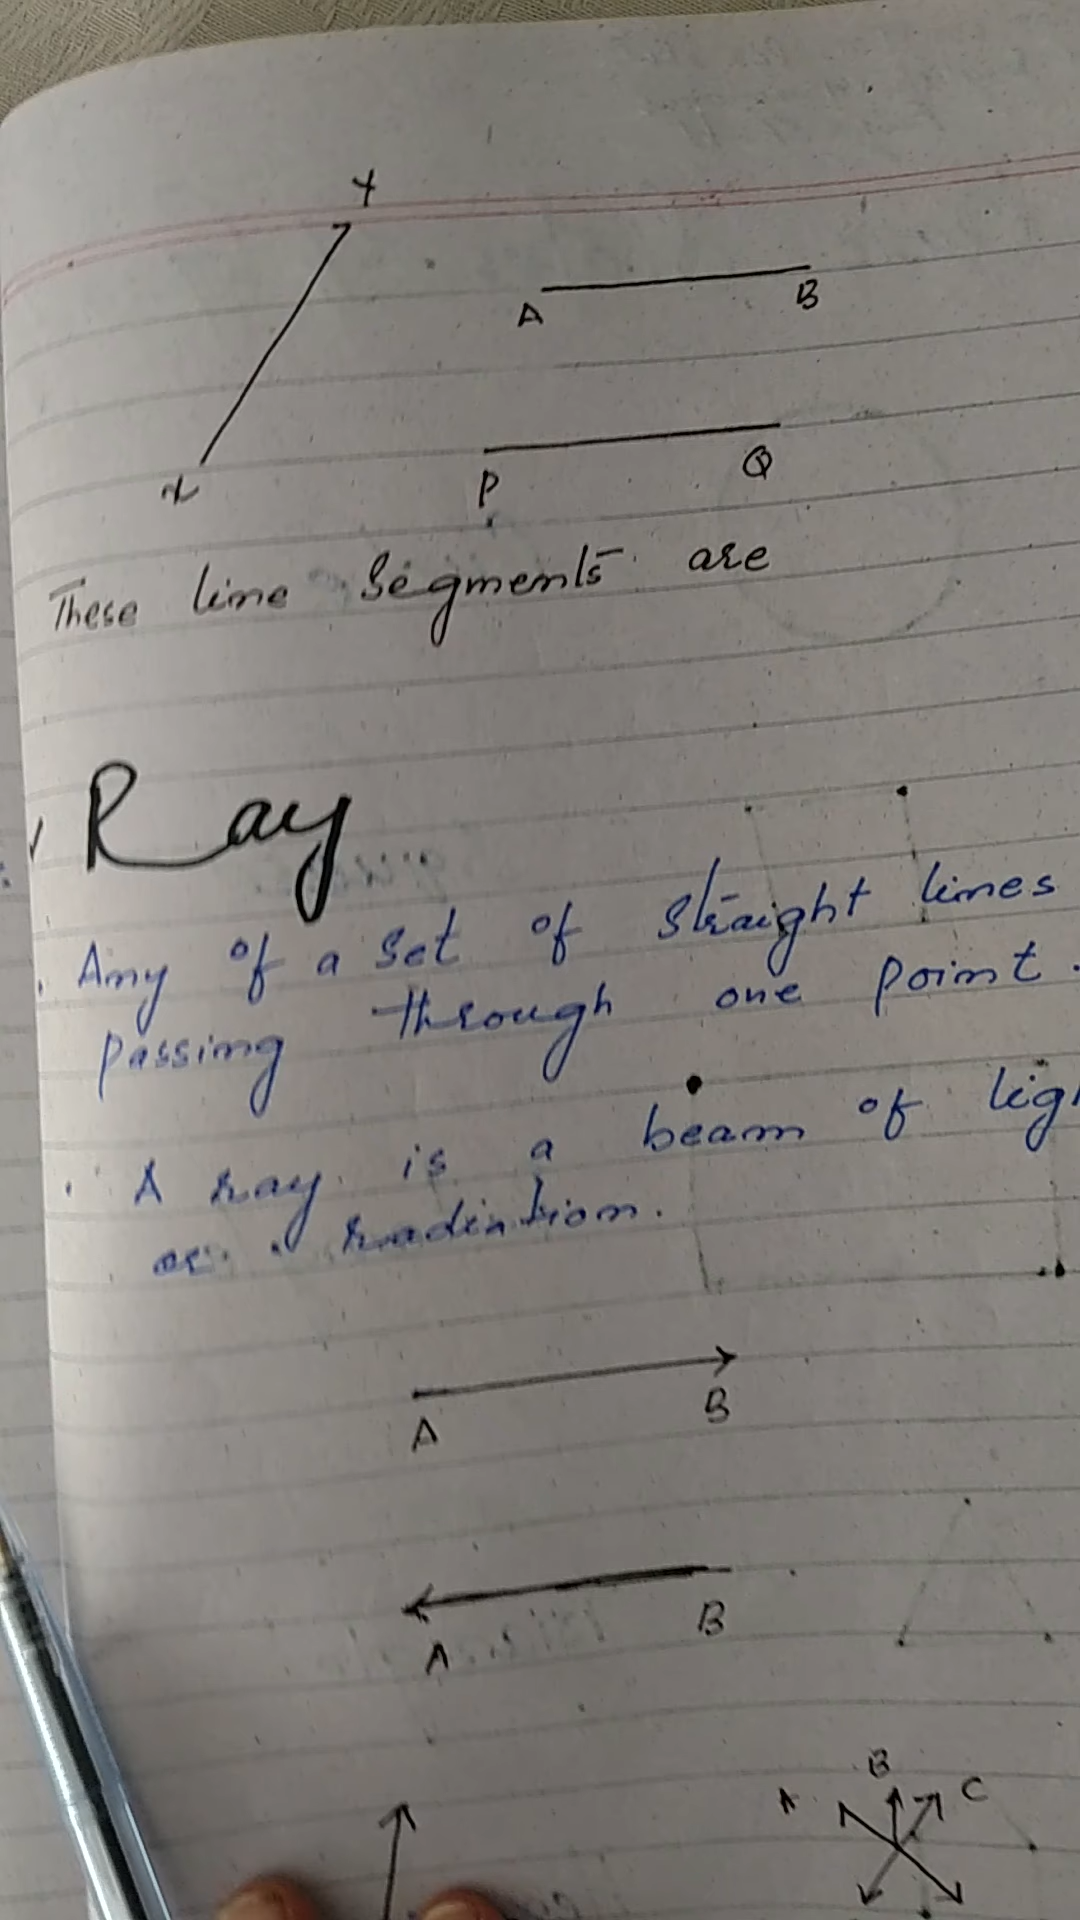 Y
A B
x
P Q
These line segments are
Ray
. Any of a set of straight lines
passing through one point.
. A ray is a beam of
or radiation.
A B
A B
A B C